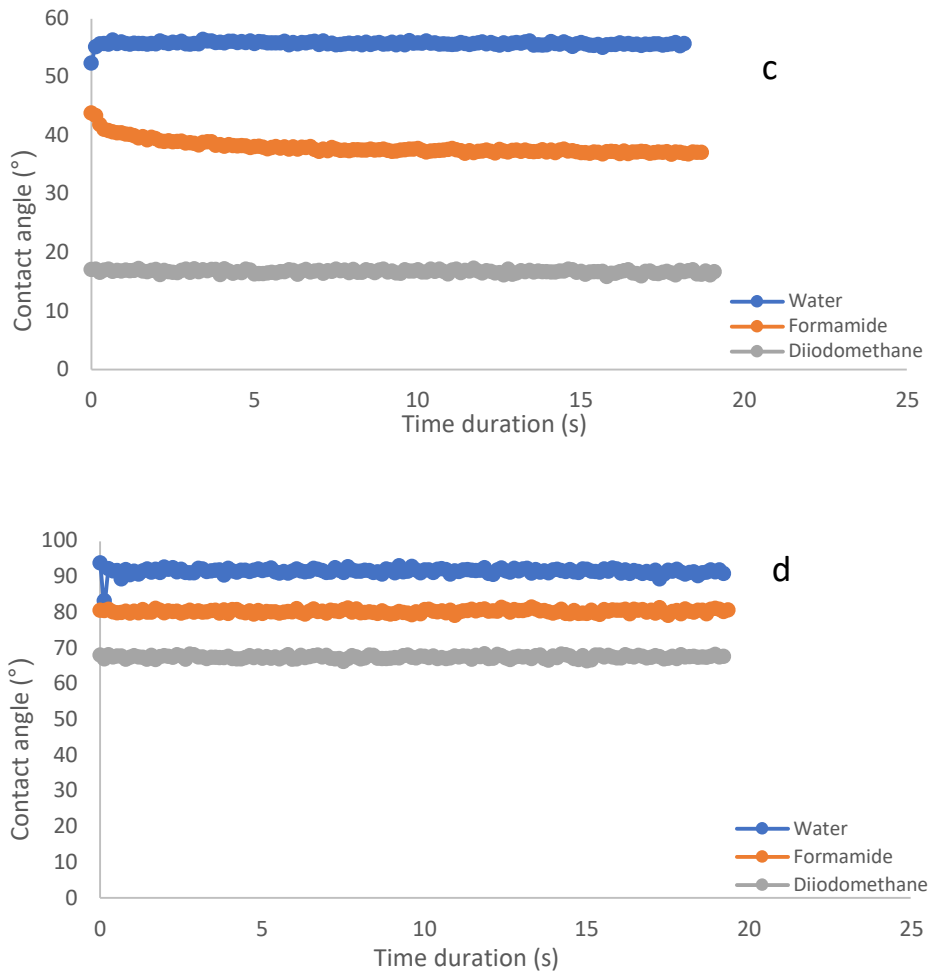 60
50
40
30
20
10
0
Contact angle (°)
c
Water
Formamide
Diiodomethane
0 5 10 15 20 25
Time duration (s)
100
90
80
70
60
50
40
30
20
10
0
Contact angle (°)
d
Water
Formamide
Diiodomethane
0 5 10 15 20 25
Time duration (s)